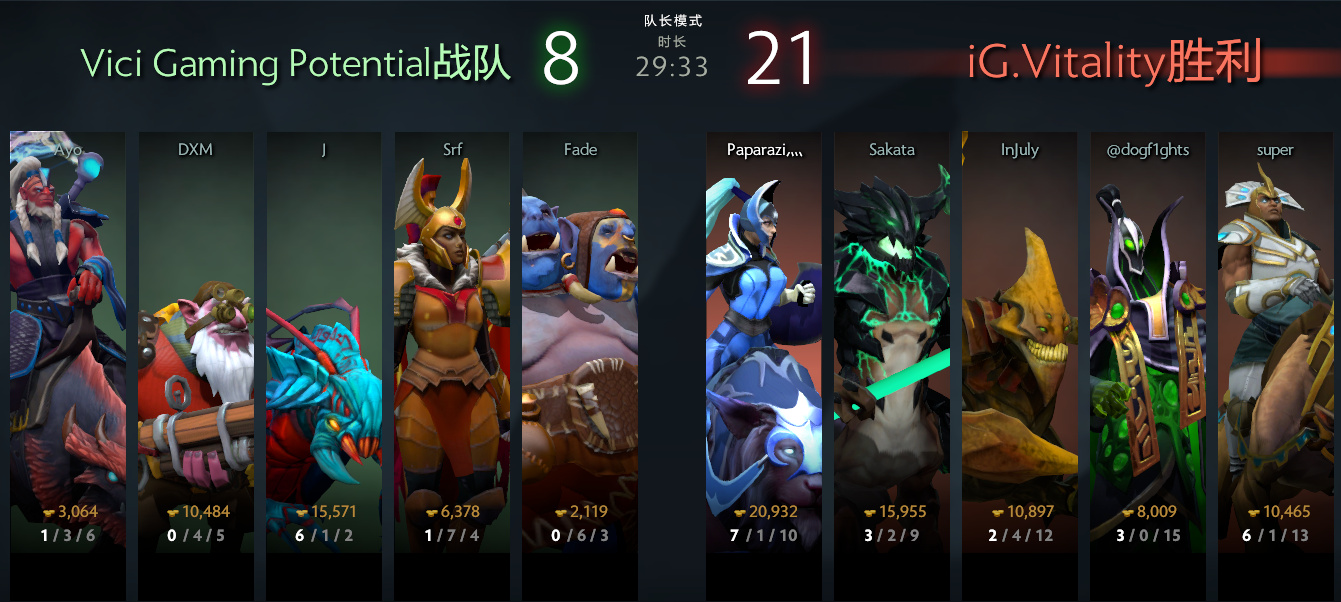 Vici Gaming Potential战队
8
队长模式
时长
29:33
21
iG.Vitality胜利
Ayo
DXM
J
Srf
Fade
Paparazi灬
Sakata
InJuly
@dogf1ghts
super
3,064
10,484
15,571
6,378
2,119
20,932
15,955
10,897
8,009
10,465
1 / 3 / 6
0 / 4 / 5
6 / 1 / 2
1 / 7 / 4
0 / 6 / 3
7 / 1 / 10
3 / 2 / 9
2 / 4 / 12
3 / 0 / 15
6 / 1 / 13